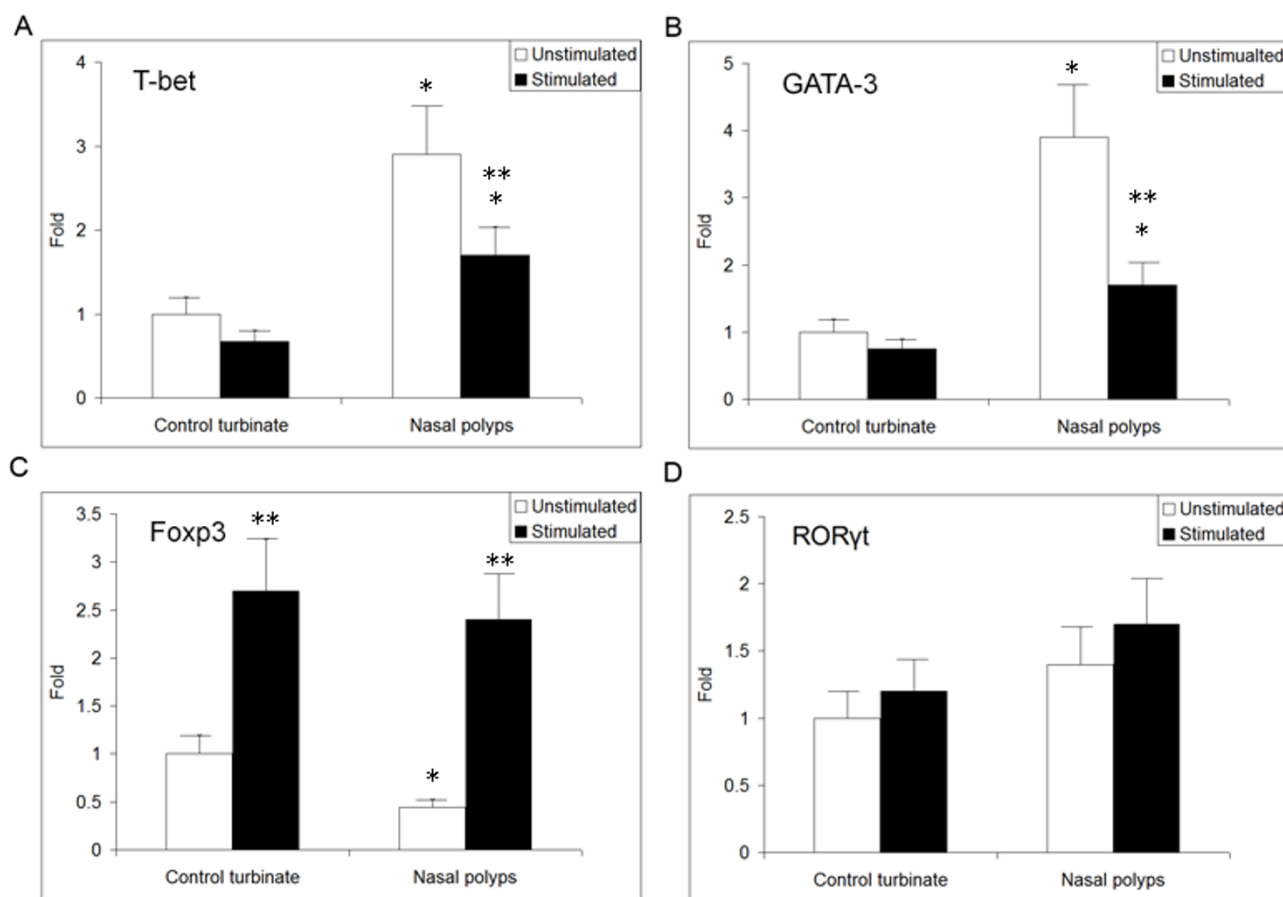 A
Unstimulated
Stimulated
T-bet
*
**
*
4
3
2
1
0
Fold
Control turbinate
Nasal polyps
B
Unstimualted
Stimulated
GATA-3
*
**
*
5
4
3
2
1
0
Fold
Control turbinate
Nasal polyps
C
Unstimulated
Stimulated
Foxp3
**
**
*
3.5
3
2.5
2
1.5
1
0.5
0
Fold
Control turbinate
Nasal polyps
D
Unstimulated
Stimulated
RORγt
2.5
2
1.5
1
0.5
0
Fold
Control turbinate
Nasal polyps